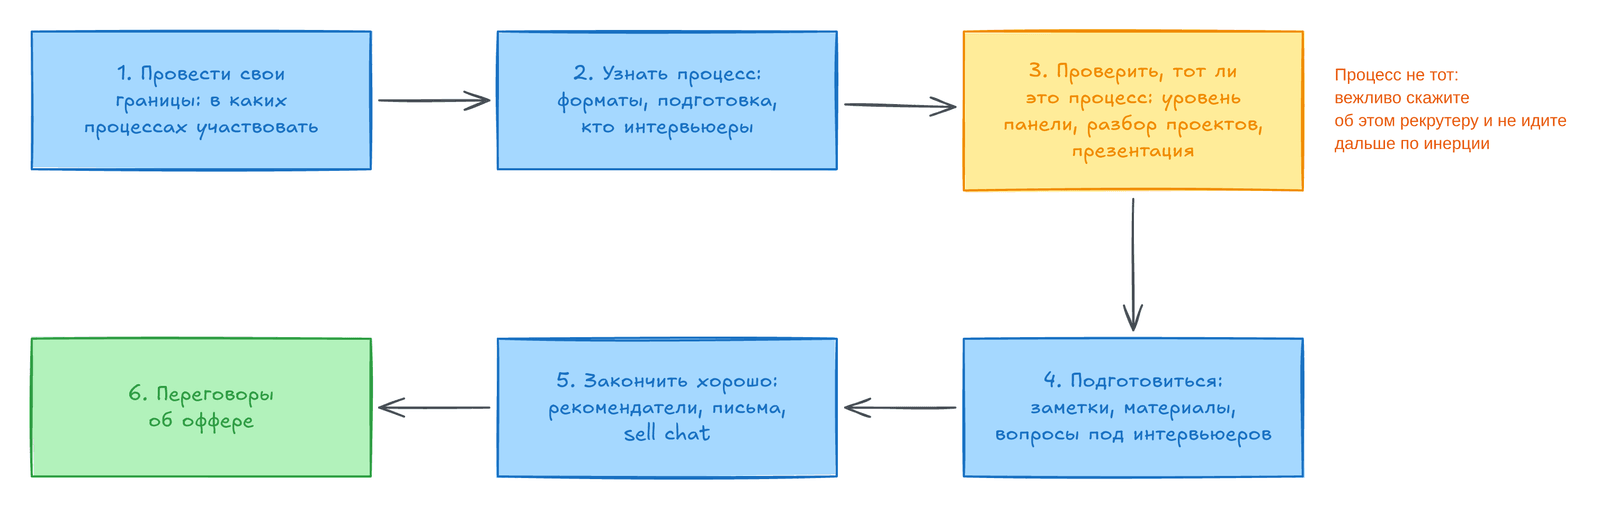 1. Провести свои
границы: в каких
процессах участвовать
2. Узнать процесс:
форматы, подготовка,
кто интервьюеры
3. Проверить, тот ли
это процесс: уровень
панели, разбор проектов,
презентация
Процесс не тот:
вежливо скажите
об этом рекрутеру и не идите
дальше по инерции
4. Подготовиться:
заметки, материалы,
вопросы под интервьюеров
5. Закончить хорошо:
рекомендатели, письма,
sell chat
6. Переговоры
об оффере